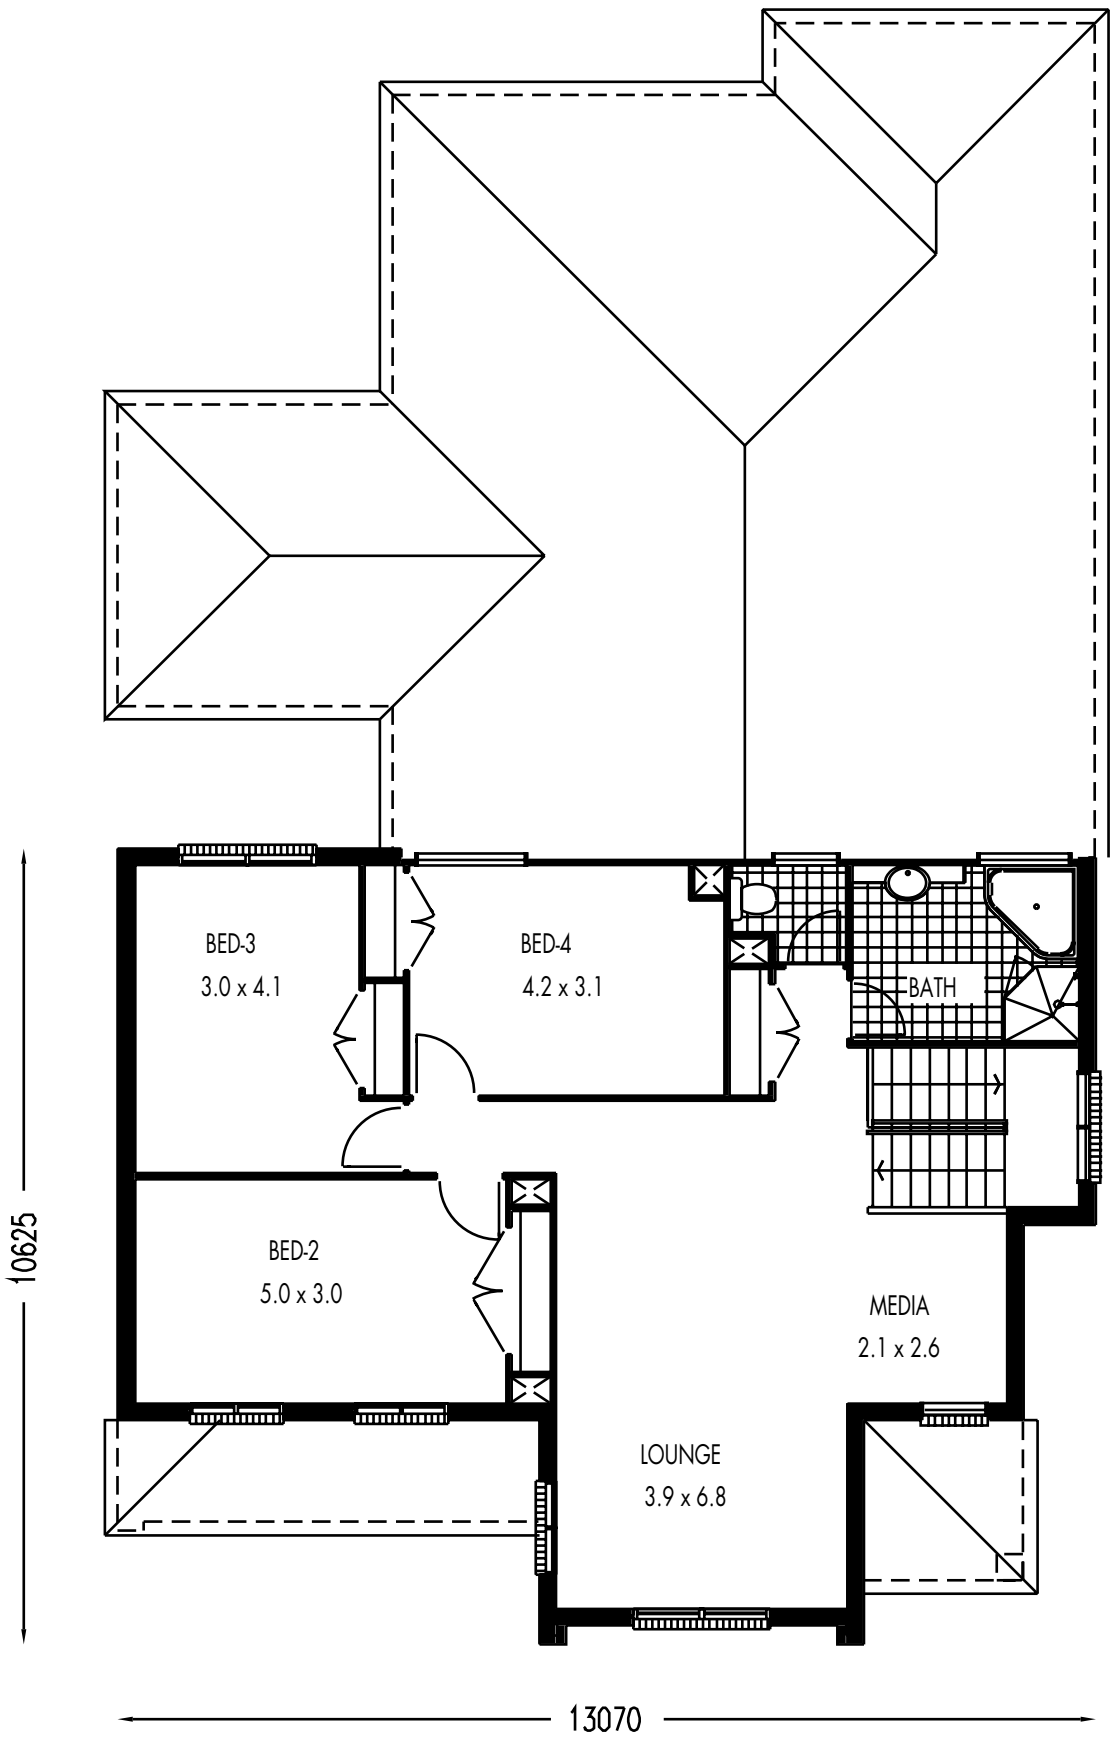 BED-3
3.0 x 4.1
BED-4
4.2 x 3.1
BATH
BED-2
5.0 x 3.0
MEDIA
2.1 x 2.6
LOUNGE
3.9 x 6.8
10625
13070